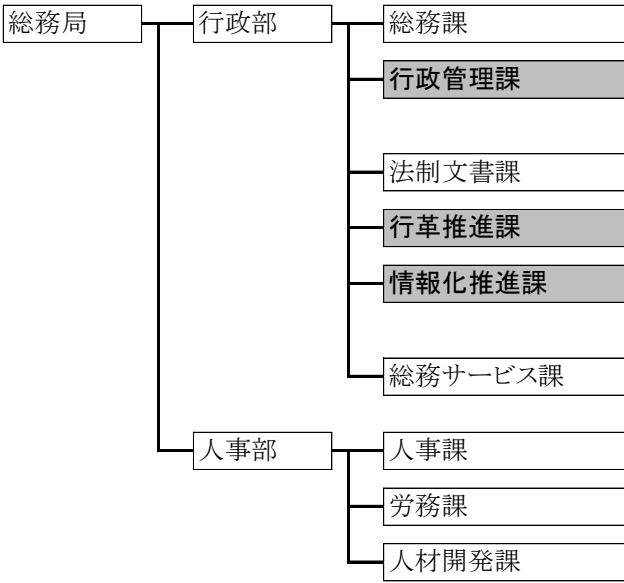 総務局
行政部
総務課
行政管理課
法制文書課
行革推進課
情報化推進課
総務サービス課
人事部
人事課
労務課
人材開発課